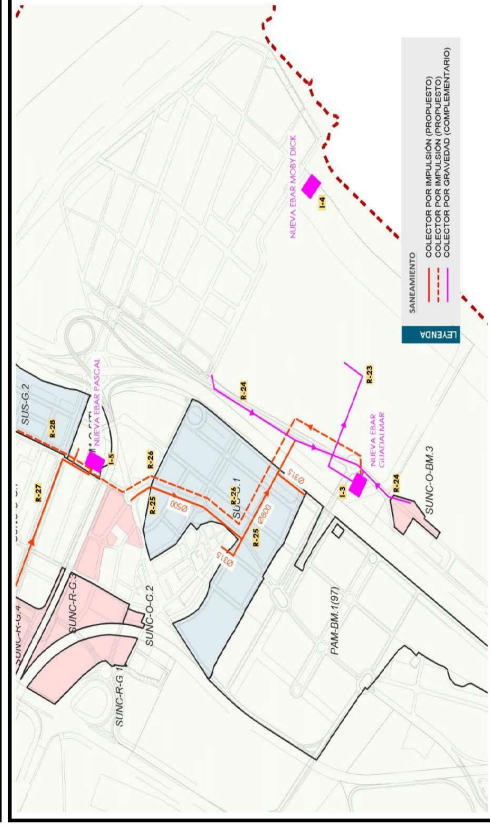 SUNC-R-G.4
R-27
SUNC-R-G.3
SUNC-R-G.1
SUNC-O-G.2
SUS-G.2
R-28
NUEVA EBAR PASCAL
I-5
R-26
R-25
Ø500
R-26
Ø315
R-25
Ø800
Ø315
R-24
NUEVA EBAR MOBY DICK
I-4
R-23
NUEVA EBAR
GUADALMAR
I-3
R-24
SUNC-O-BM.3
PAM-BM.1(97)
LEYENDA
SANEAMIENTO
COLECTOR POR IMPULSIÓN (PROPUESTO)
COLECTOR POR IMPULSIÓN (PROPUESTO)
COLECTOR POR GRAVEDAD (COMPLEMENTARIO)